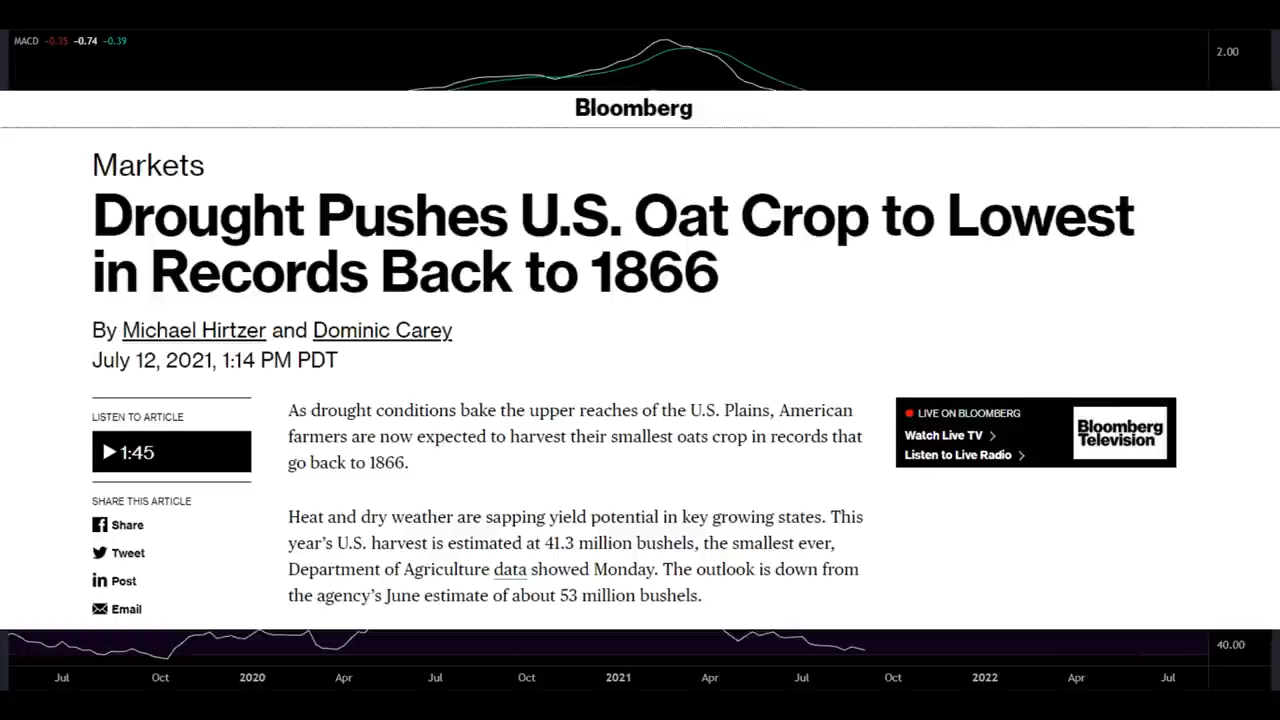 MACD -0.35 -0.74 -0.39
2.00
Bloomberg
Markets
Drought Pushes U.S. Oat Crop to Lowest
in Records Back to 1866
By Michael Hirtzer and Dominic Carey
July 12, 2021, 1:14 PM PDT
LISTEN TO ARTICLE
1:45
SHARE THIS ARTICLE
Share
Tweet
Post
Email
As drought conditions bake the upper reaches of the U.S. Plains, American
farmers are now expected to harvest their smallest oats crop in records that
go back to 1866.
Heat and dry weather are sapping yield potential in key growing states. This
year's U.S. harvest is estimated at 41.3 million bushels, the smallest ever,
Department of Agriculture data showed Monday. The outlook is down from
the agency's June estimate of about 53 million bushels.
LIVE ON BLOOMBERG
Watch Live TV
Listen to Live Radio
Bloomberg
Television
40.00
Jul Oct 2020 Apr Jul Oct 2021 Apr Jul Oct 2022 Apr Jul